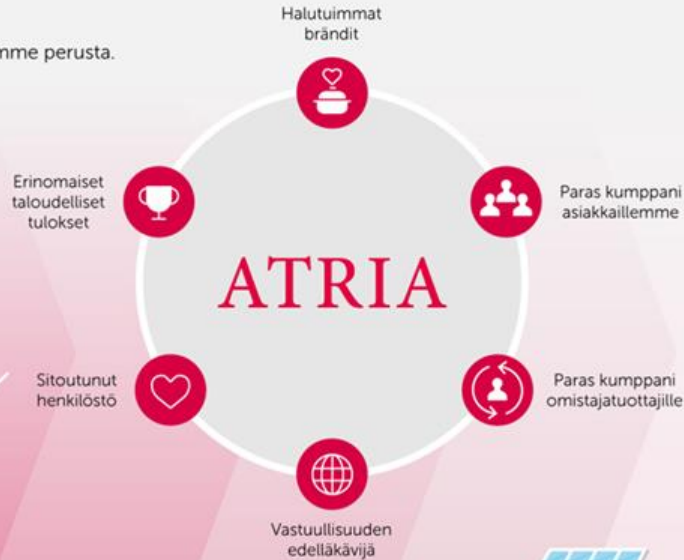 Halutuimmat
brändit
mme perusta.
Erinomaiset
taloudelliset
tulokset
Paras kumppani
asiakkaillemme
ATRIA
Sitoutunut
henkilöstö
Paras kumppani
omistajatuottajille
Vastuullisuuden
edelläkävijä